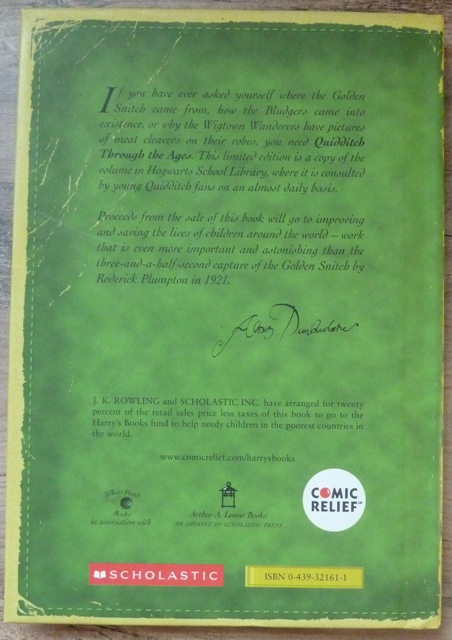 If you have ever asked yourself where the Golden
Snitch came from, how the Bludgers came into
existence, or why the Wigtown Wanderers have pictures
of meat cleavers on their robes, you need Quidditch
Through the Ages. This limited edition is a copy of the
volume in Hogwarts School Library, where it is consulted
by young Quidditch fans on an almost daily basis.
Proceeds from the sale of this book will go to improving
and saving the lives of children around the world – work
that is even more important and astonishing than the
three-and-a-half-second capture of the Golden Snitch by
Roderick Plumpton in 1921.
Albus Dumbledore
J. K. ROWLING and SCHOLASTIC INC. have arranged for twenty
percent of the retail sales price less taxes of this book to go to the
Harry's Books fund to help needy children in the poorest countries in
the world.
www.comicrelief.com/harrysbooks
Books
in association with
Arthur A. Levine Books
AN IMPRINT OF SCHOLASTIC PRESS
COMIC
RELIEF
SCHOLASTIC
ISBN 0-439-32161-1